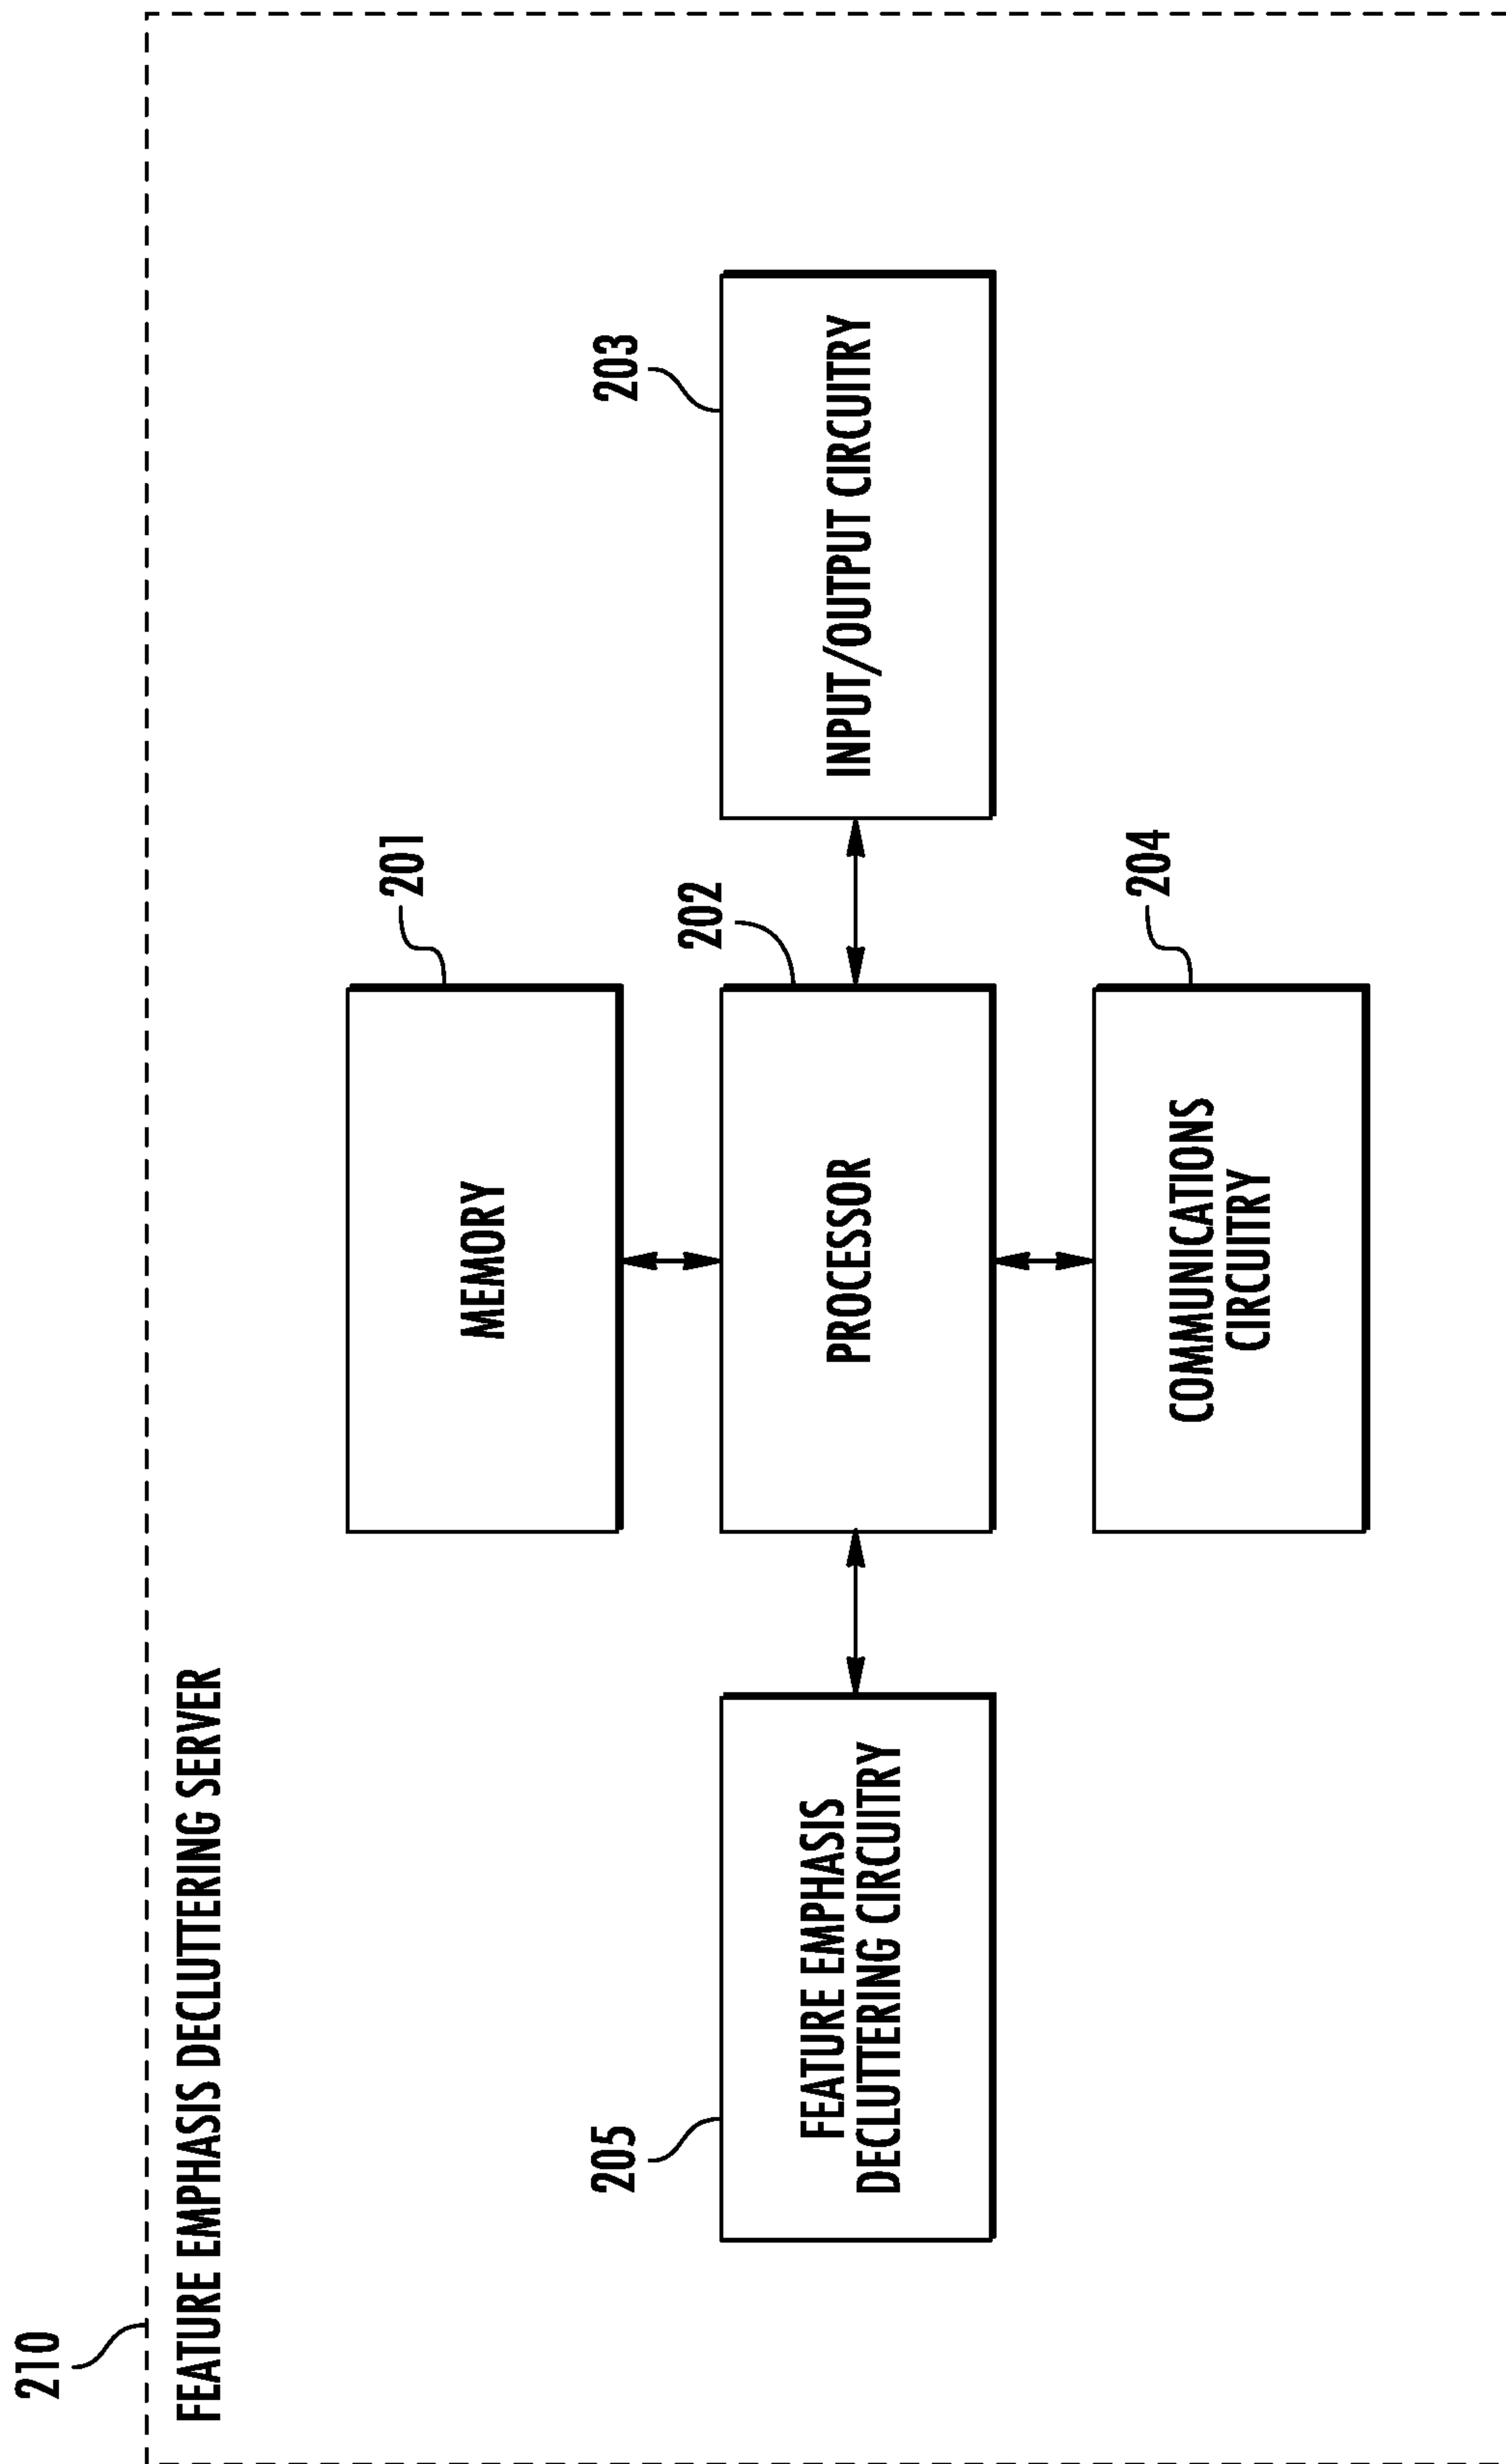 210
FEATURE EMPHASIS DECLUTTERING SERVER
201
MEMORY
205
FEATURE EMPHASIS
DECLUTTERING CIRCUITRY
202
PROCESSOR
203
INPUT/OUTPUT CIRCUITRY
204
COMMUNICATIONS
CIRCUITRY